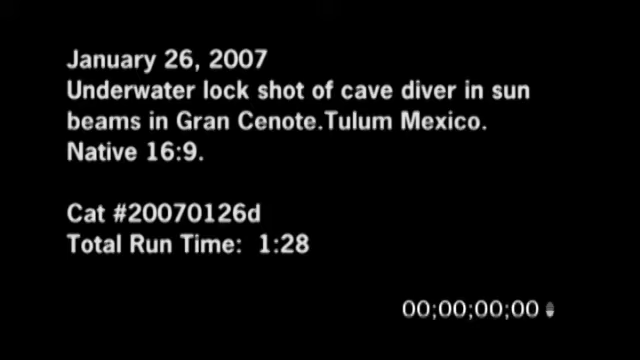 January 26, 2007
Underwater lock shot of cave diver in sun
beams in Gran Cenote.Tulum Mexico.
Native 16:9.
Cat #20070126d
Total Run Time: 1:28
00;00;00;00